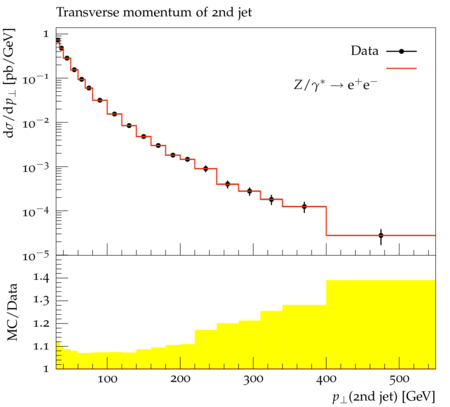 Transverse momentum of 2nd jet
dσ/dp⊥ [pb/GeV]
1
10⁻¹
10⁻²
10⁻³
10⁻⁴
10⁻⁵
Data
Z/γ* → e⁺e⁻
MC/Data
1.4
1.3
1.2
1.1
1
100 200 300 400 500
p⊥(2nd jet) [GeV]